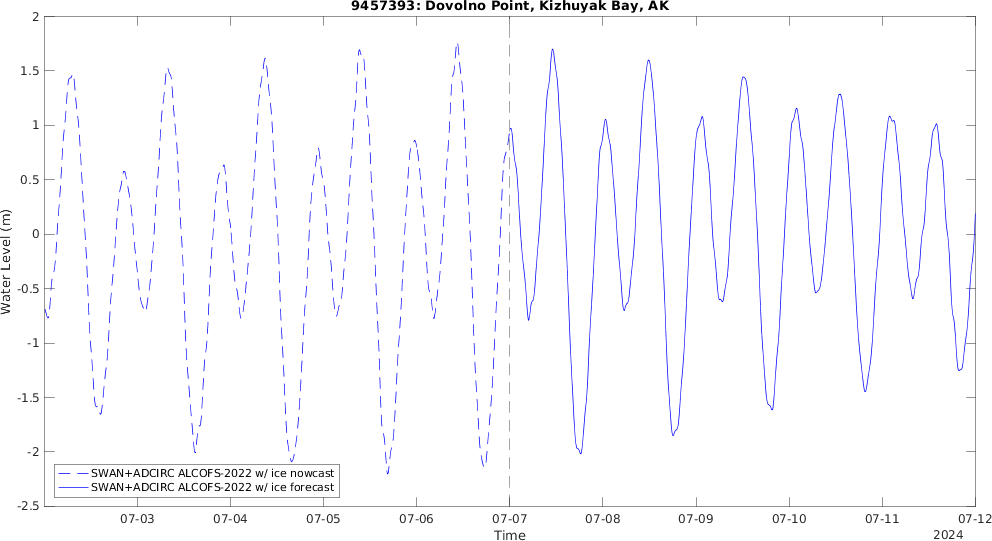 9457393: Dovolno Point, Kizhuyak Bay, AK
2
1.5
1
0.5
0
-0.5
-1
-1.5
-2
-2.5
Water Level (m)
SWAN+ADCIRC ALCOFS-2022 w/ ice nowcast
SWAN+ADCIRC ALCOFS-2022 w/ ice forecast
07-03 07-04 07-05 07-06 07-07 07-08 07-09 07-10 07-11 07-12
Time
2024